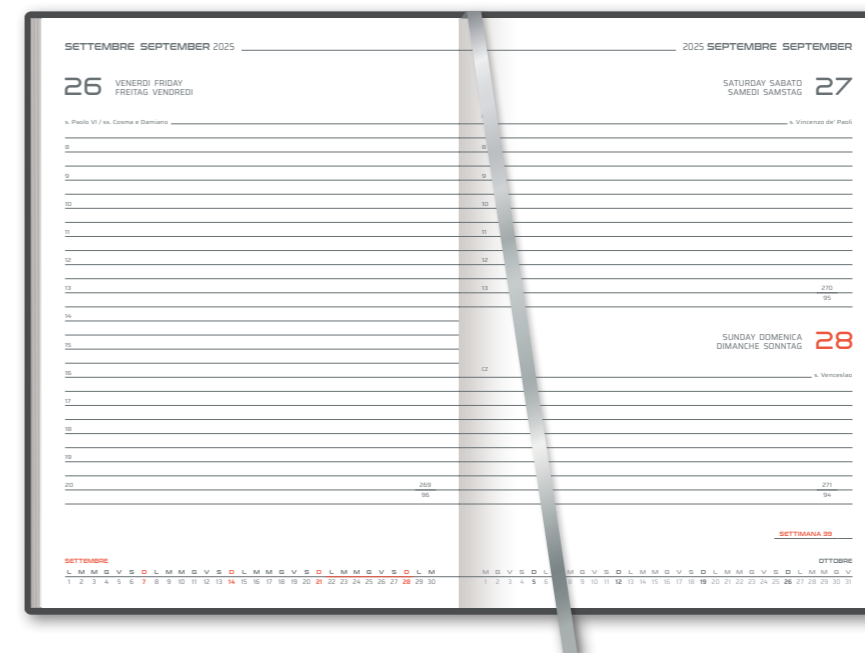 SETTEMBRE SEPTEMBER 2025
26
VENERDI FRIDAY
FREITAG VENDREDI
s. Paolo VI / ss. Cosma e Damiano
8
9
10
11
12
13
14
15
16
17
18
19
20
269
96
SETTEMBRE
L M M G V S D L M M G V S D L M M G V S D L M M G V S D L M
1 2 3 4 5 6 7 8 9 10 11 12 13 14 15 16 17 18 19 20 21 22 23 24 25 26 27 28 29 30
2025 SEPTEMBRE SEPTEMBER
SATURDAY SABATO
SAMEDI SAMSTAG
27
s. Vincenzo de' Paoli
8
9
10
11
12
13
270
95
SUNDAY DOMENICA
DIMANCHE SONNTAG
28
s. Venceslao
271
94
SETTIMANA 39
OTTOBRE
M G V S D L M G V S D L M M G V S D L M M G V S D L M M G V
1 2 3 4 5 6 8 9 10 11 12 13 14 15 16 17 18 19 20 21 22 23 24 25 26 27 28 29 30 31